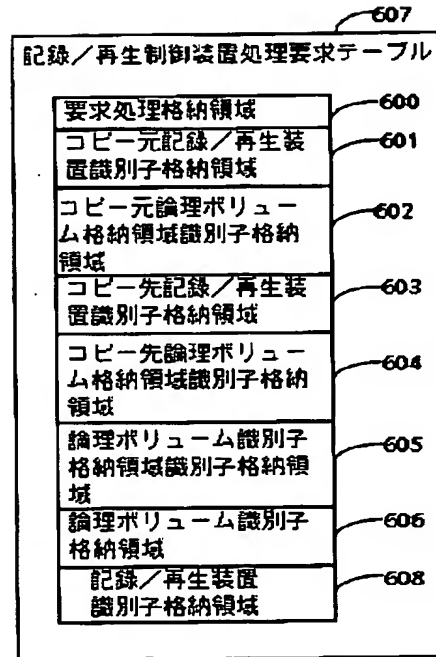 607
記録／再生制御装置処理要求テーブル
要求処理格納領域
600
コピー元記録／再生装
置識別子格納領域
601
コピー元論理ボリュー
ム格納領域識別子格納
領域
602
コピー先記録／再生装
置識別子格納領域
603
コピー先論理ボリュー
ム格納領域識別子格納
領域
604
論理ボリューム識別子
格納領域識別子格納領
域
605
論理ボリューム識別子
格納領域
606
記録／再生装置
識別子格納領域
608